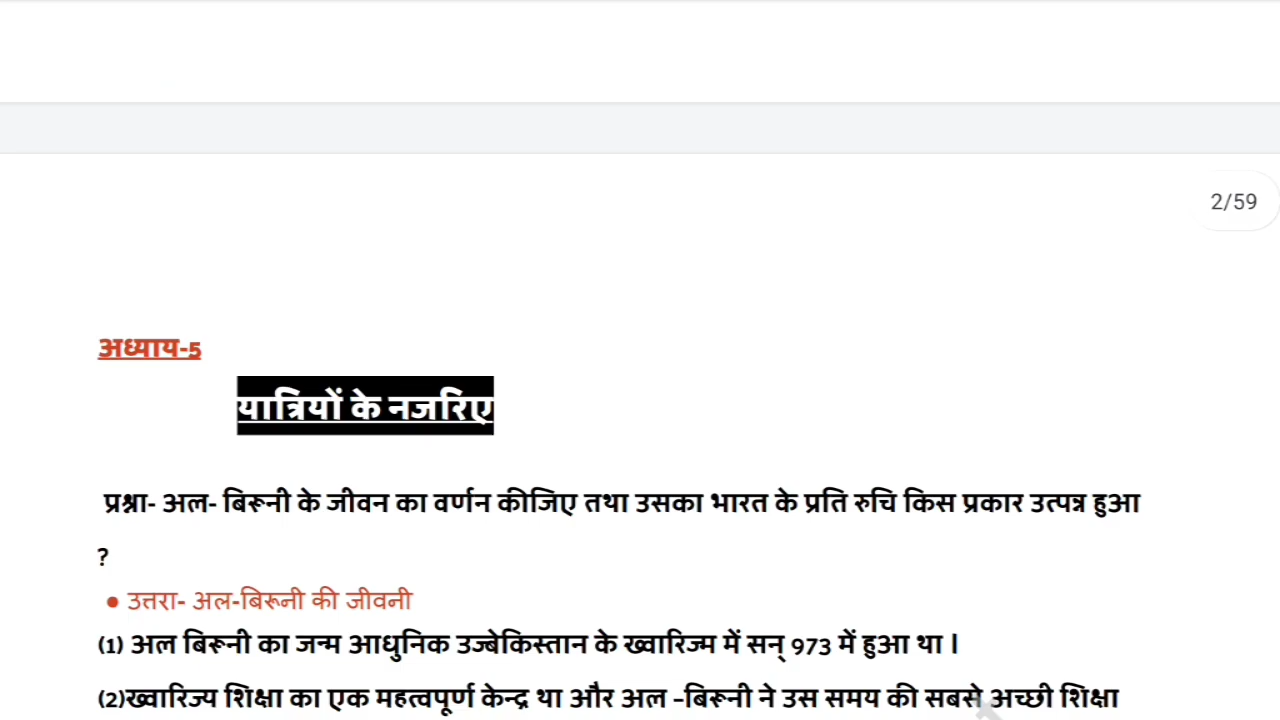 2/59
अध्याय-5
यात्रियों के नजरिए
प्रश्ना- अल- बिरूनी के जीवन का वर्णन कीजिए तथा उसका भारत के प्रति रुचि किस प्रकार उत्पन्न हुआ
?
● उत्तरा- अल-बिरूनी की जीवनी
(1) अल बिरूनी का जन्म आधुनिक उज्बेकिस्तान के ख्वारिज्म में सन् 973 में हुआ था।
(2)ख्वारिज्य शिक्षा का एक महत्वपूर्ण केन्द्र था और अल –बिरूनी ने उस समय की सबसे अच्छी शिक्षा